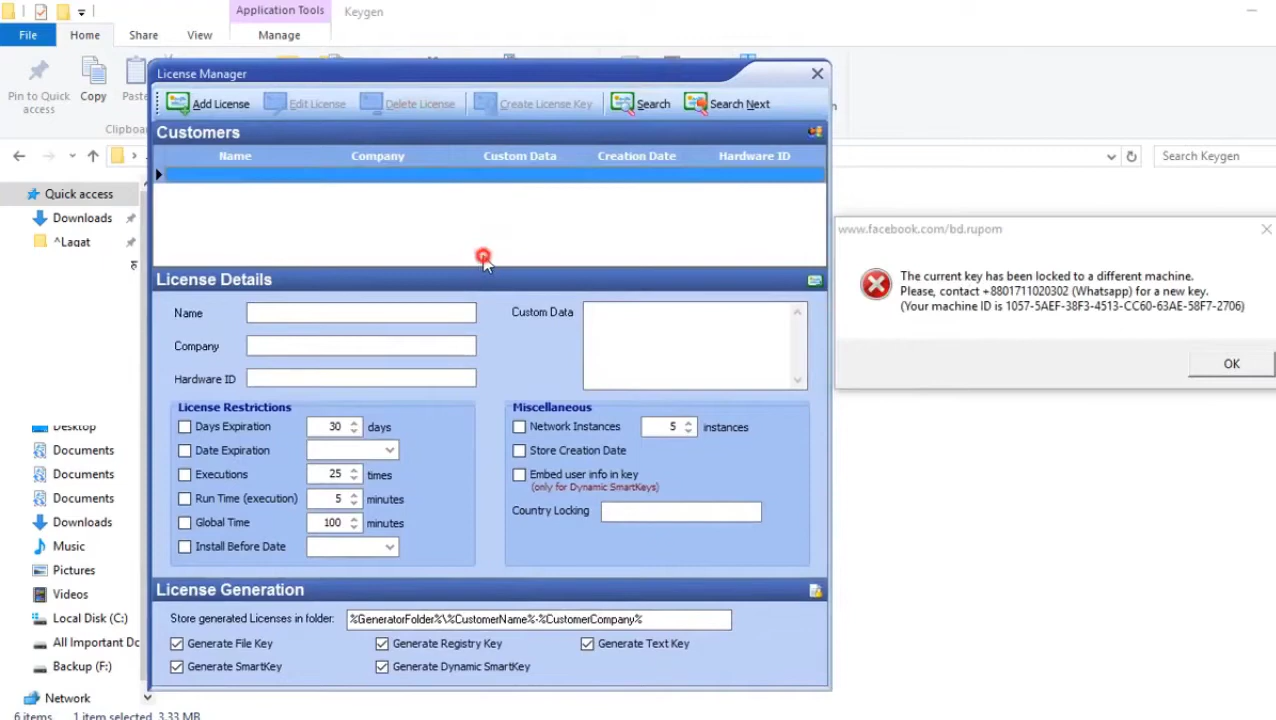 Application Tools
Keygen
File
Home
Share
View
Manage
Pin to Quick
access
Copy
Paste
Clipboa
License Manager
Add License
Edit License
Delete License
Create License Key
Search
Search Next
Search Keygen
Customers
Name
Company
Custom Data
Creation Date
Hardware ID
Quick access
Downloads
^Lagat
Desktop
Documents
Documents
Documents
Downloads
Music
Pictures
Videos
Local Disk (C:)
All Important Do
Backup (F:)
Network
6 items
1 item selected 3.33 MB
License Details
Name
Company
Hardware ID
Custom Data
License Restrictions
Days Expiration 30 days
Date Expiration
Executions 25 times
Run Time (execution) 5 minutes
Global Time 100 minutes
Install Before Date
Miscellaneous
Network Instances 5 instances
Store Creation Date
Embed user info in key
(only for Dynamic SmartKeys)
Country Locking
License Generation
Store generated Licenses in folder: %GeneratorFolder%\%CustomerName%-%CustomerCompany%
Generate File Key
Generate Registry Key
Generate Text Key
Generate SmartKey
Generate Dynamic SmartKey
www.facebook.com/bd.rupom
The current key has been locked to a different machine.
Please, contact +8801711020302 (Whatsapp) for a new key.
(Your machine ID is 1057-5AEF-38F3-4513-CC60-63AE-58F7-2706)
OK